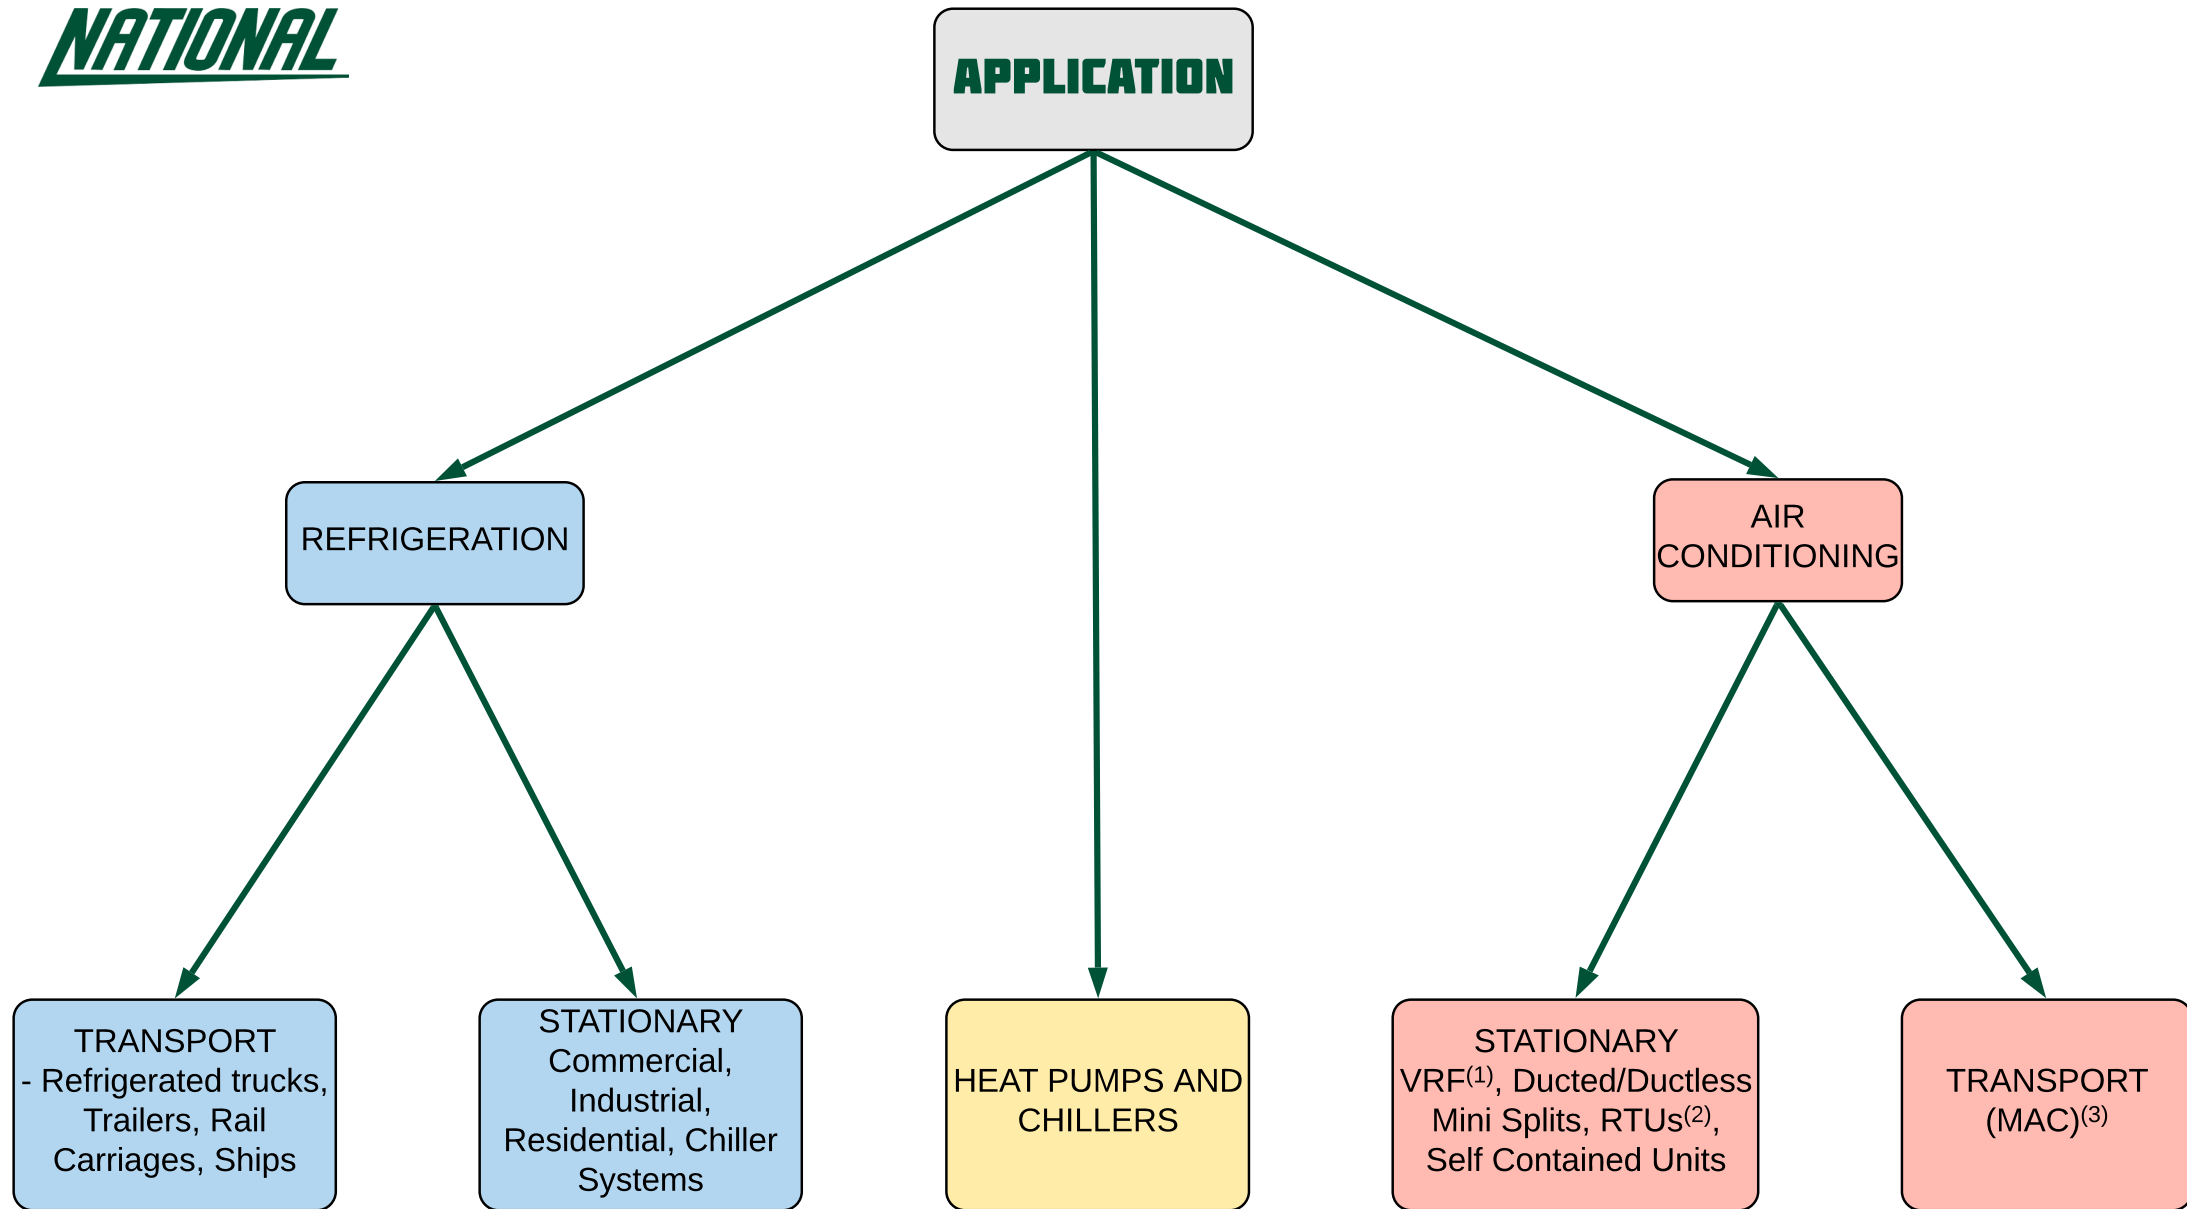 NATIONAL
APPLICATION
REFRIGERATION
AIR
CONDITIONING
TRANSPORT
- Refrigerated trucks,
Trailers, Rail
Carriages, Ships
STATIONARY
Commercial,
Industrial,
Residential, Chiller
Systems
HEAT PUMPS AND
CHILLERS
STATIONARY
VRF(1), Ducted/Ductless
Mini Splits, RTUs(2),
Self Contained Units
TRANSPORT
(MAC)(3)